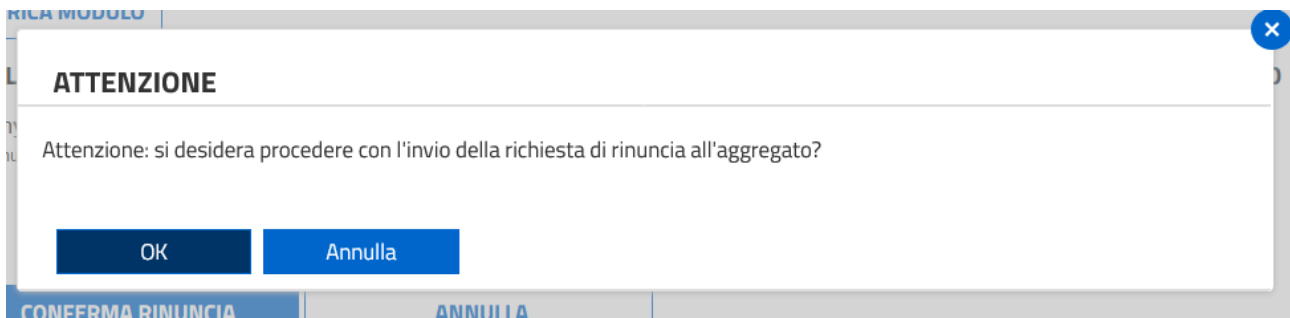 RICA MODULO
ATTENZIONE
Attenzione: si desidera procedere con l'invio della richiesta di rinuncia all'aggregato?
OK
Annulla
CONFERMA RINUNCIA
ANNULLA